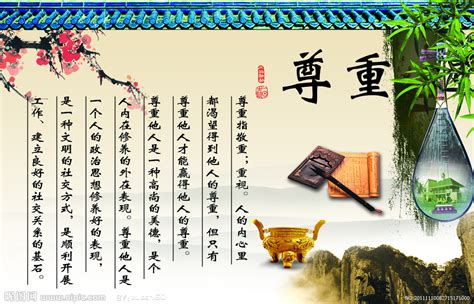 尊重
尊重指敬重;重视。人的内心里
都渴望得到他人的尊重,但只有
尊重他人才能赢得他人的尊重。
尊重他人是一种高尚的美德,是个
人内在修养的外在表现。尊重他人是
一个人的政治思想修养好的表现,
是一种文明的社交方式,是顺利开展
工作、建立良好的社交关系的基石。
昵图网
www.nipic.com